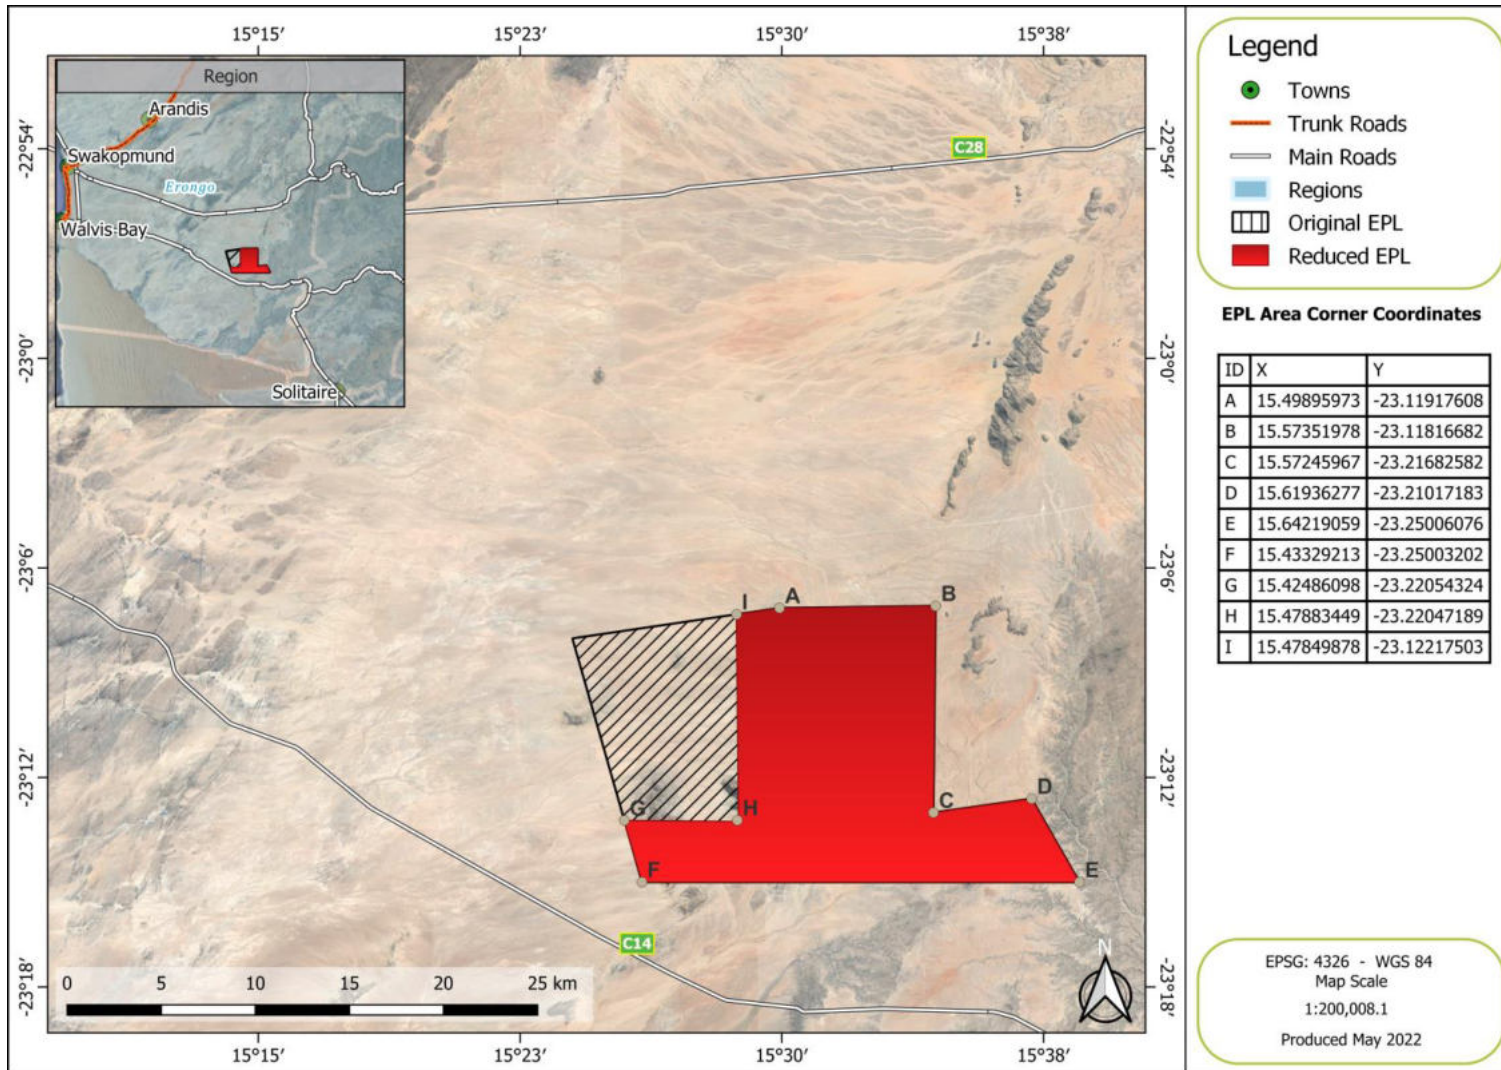 15°15′ 15°23′ 15°30′ 15°38′
Region
Arandis
Swakopmund
Erongo
Walvis Bay
Solitaire
-22°54′
-23°0′
-23°6′
-23°12′
-23°18′
C28
-22°54′
-23°0′
-23°6′
-23°12′
-23°18′
I A B
G H C D
F E
C14
N
0 5 10 15 20 25 km
15°15′ 15°23′ 15°30′ 15°38′
Legend
Towns
Trunk Roads
Main Roads
Regions
Original EPL
Reduced EPL
EPL Area Corner Coordinates
ID X Y
A 15.49895973 -23.11917608
B 15.57351978 -23.11816682
C 15.57245967 -23.21682582
D 15.61936277 -23.21017183
E 15.64219059 -23.25006076
F 15.43329213 -23.25003202
G 15.42486098 -23.22054324
H 15.47883449 -23.22047189
I 15.47849878 -23.12217503
EPSG: 4326 - WGS 84
Map Scale
1:200,008.1
Produced May 2022